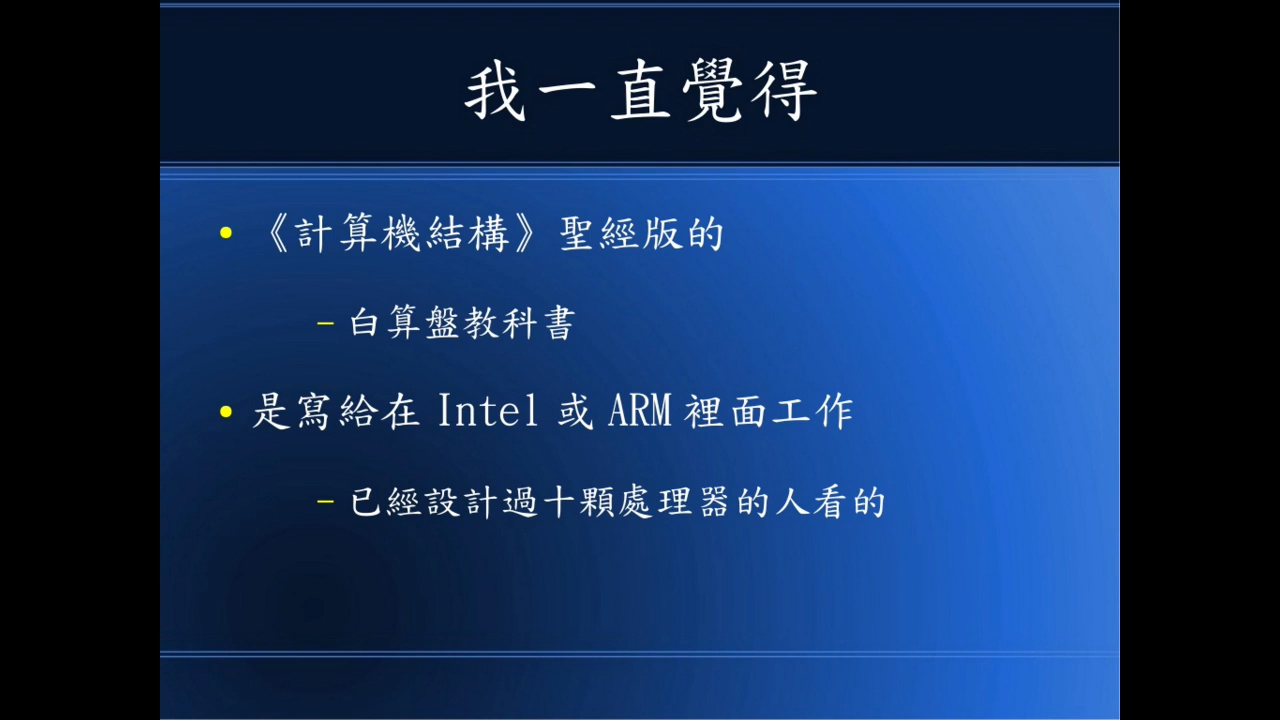 我一直覺得
• 《計算機結構》聖經版的
– 白算盤教科書
• 是寫給在 Intel 或 ARM 裡面工作
– 已經設計過十顆處理器的人看的